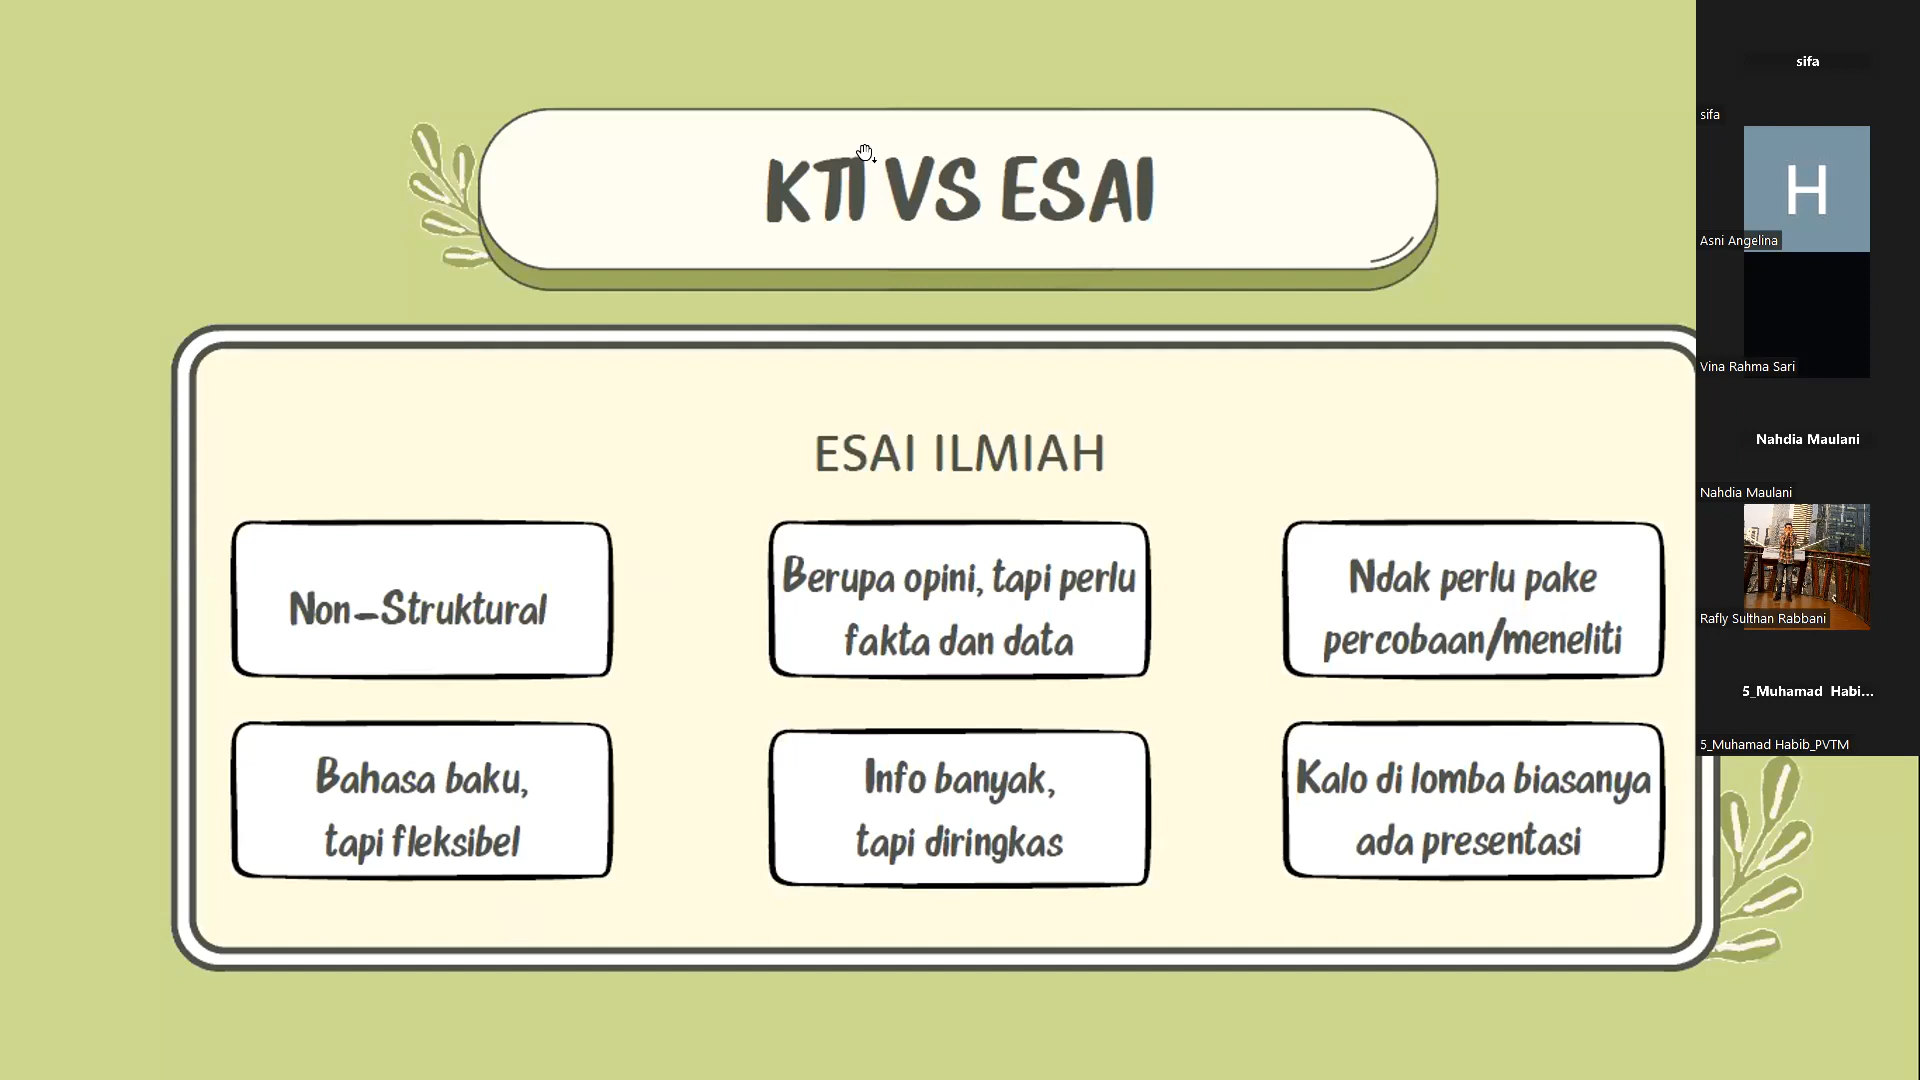 KTI VS ESAI
ESAI ILMIAH
Non-Struktural
Berupa opini, tapi perlu
fakta dan data
Ndak perlu pake
percobaan/meneliti
Bahasa baku,
tapi fleksibel
Info banyak,
tapi diringkas
Kalo di lomba biasanya
ada presentasi
sifa
sifa
H
Asni Angelina
Vina Rahma Sari
Nahdia Maulani
Nahdia Maulani
Rafly Sulthan Rabbani
5_Muhamad Habi...
5_Muhamad Habib_PVTM